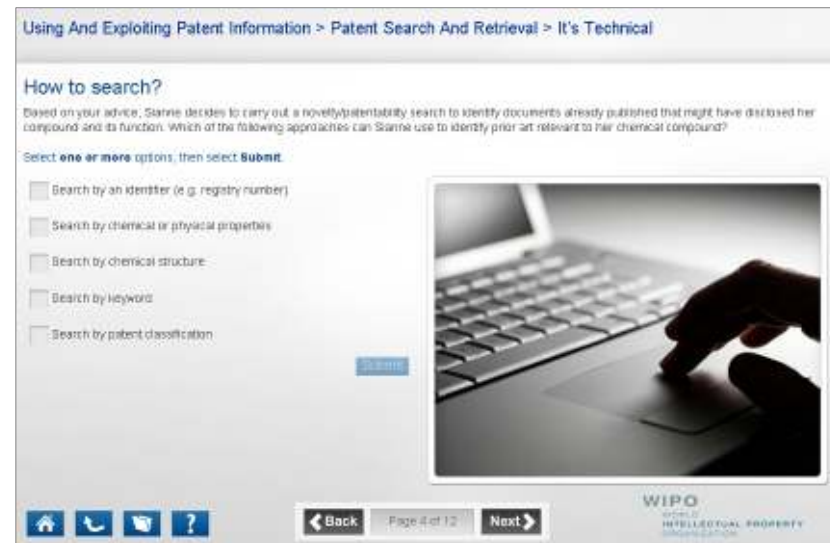 Using And Exploiting Patent Information > Patent Search And Retrieval > It's Technical
How to search?
Based on your advice, Sianne decides to carry out a novelty/patentability search to identify documents already published that might have disclosed her
compound and its function. Which of the following approaches can Sianne use to identify prior art relevant to her chemical compound?
Select one or more options, then select Submit.
Search by an identifier (e.g. registry number)
Search by chemical or physical properties
Search by chemical structure
Search by keyword
Search by patent classification
Submit
?
Back
Page 4 of 12
Next
WIPO
WORLD
INTELLECTUAL PROPERTY
ORGANIZATION